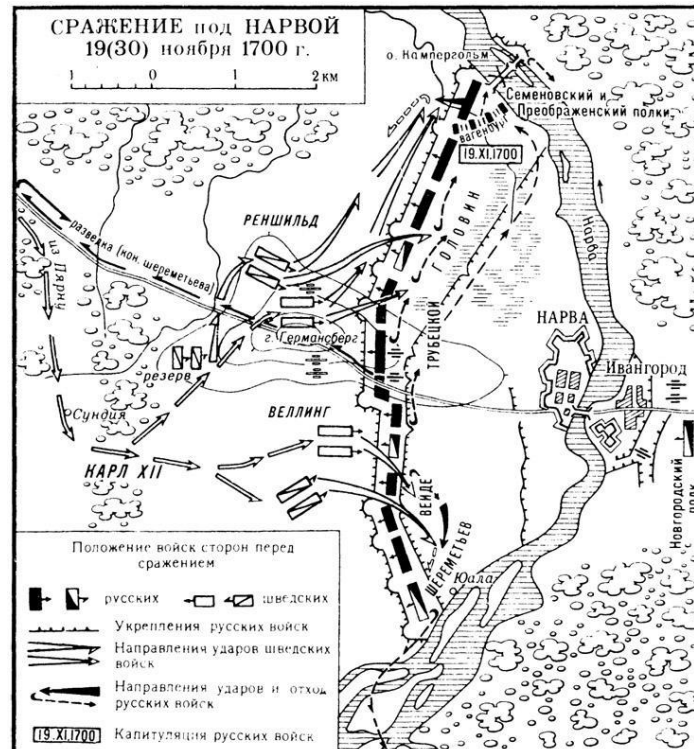 СРАЖЕНИЕ под НАРВОЙ
19(30) ноября 1700 г.
1 0 1 2 км
о. Кампергольм
Семеновский и
Преображенский полки
Вагенбург
19.XI.1700
ГОЛОВИН
Нарва
РЕНШИЛЬД
разведка (кон. шереметьева)
из Пярну
ТРУБЕЦКОЙ
НАРВА
г. Германсберг
Ивангород
резерв
Сундия
ВЕЛЛИНГ
КАРЛ XII
ВЕЙДЕ
Новгородский
полк
ШЕРЕМЕТЬЕВ
Юала
Положение войск сторон перед
сражением
русских
шведских
Укрепления русских войск
Направления ударов шведских
войск
Направления ударов и отход
русских войск
19.XI.1700 Капитуляция русских войск